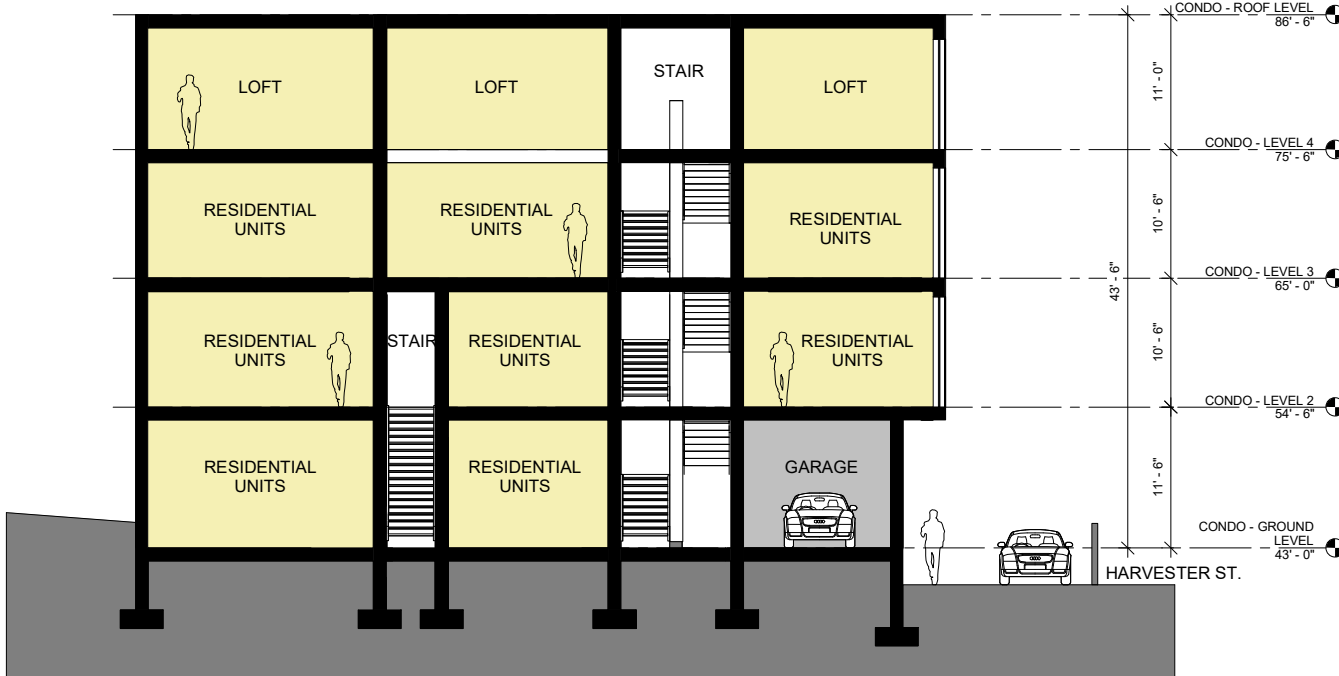 CONDO - ROOF LEVEL
86' - 6"
LOFT
LOFT
STAIR
LOFT
11' - 0"
CONDO - LEVEL 4
75' - 6"
RESIDENTIAL
UNITS
RESIDENTIAL
UNITS
RESIDENTIAL
UNITS
10' - 6"
43' - 6"
CONDO - LEVEL 3
65' - 0"
RESIDENTIAL
UNITS
STAIR
RESIDENTIAL
UNITS
RESIDENTIAL
UNITS
10' - 6"
CONDO - LEVEL 2
54' - 6"
RESIDENTIAL
UNITS
RESIDENTIAL
UNITS
GARAGE
11' - 6"
CONDO - GROUND
LEVEL
43' - 0"
HARVESTER ST.